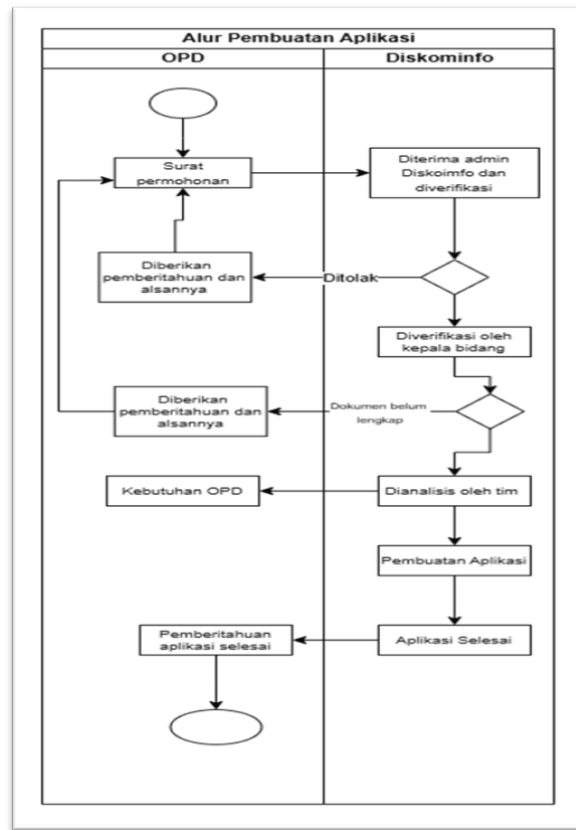 Alur Pembuatan Aplikasi
OPD
Diskominfo
Surat
permohonan
Diterima admin
Diskoimfo dan
diverifikasi
Diberikan
pemberitahuan dan
alsannya
Ditolak
Diverifikasi oleh
kepala bidang
Diberikan
pemberitahuan dan
alsannya
Dokumen belum
lengkap
Kebutuhan OPD
Dianalisis oleh tim
Pembuatan Aplikasi
Pemberitahuan
aplikasi selesai
Aplikasi Selesai